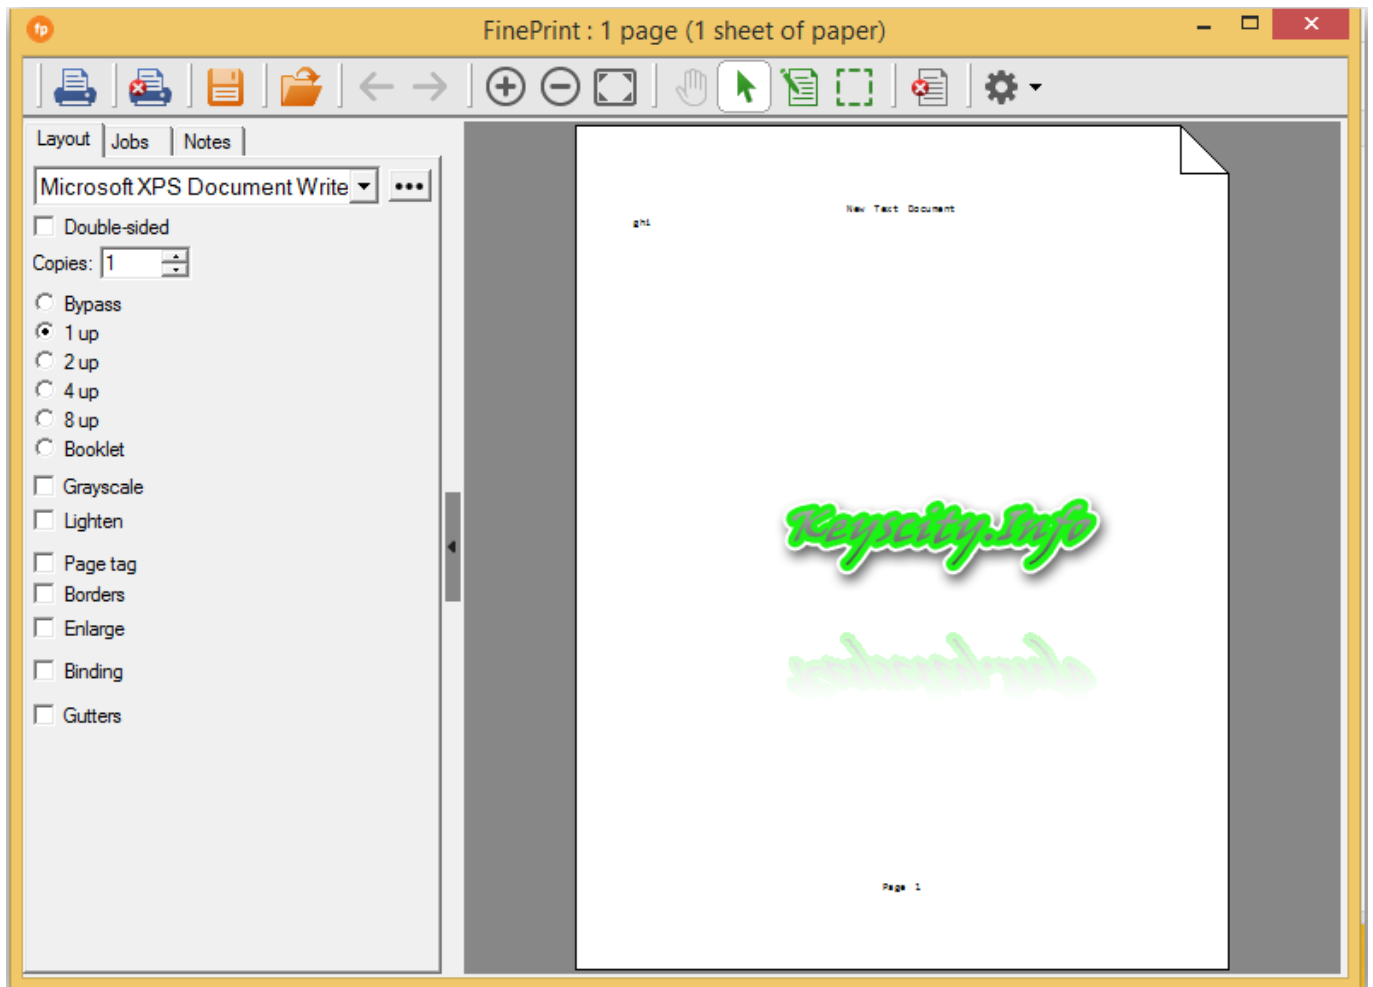 fp
FinePrint : 1 page (1 sheet of paper)
Layout
Jobs
Notes
Microsoft XPS Document Write
Double-sided
Copies: 1
Bypass
1 up
2 up
4 up
8 up
Booklet
Grayscale
Lighten
Page tag
Borders
Enlarge
Binding
Gutters
New Text Document
ghi
Keyscity.Info
Page 1